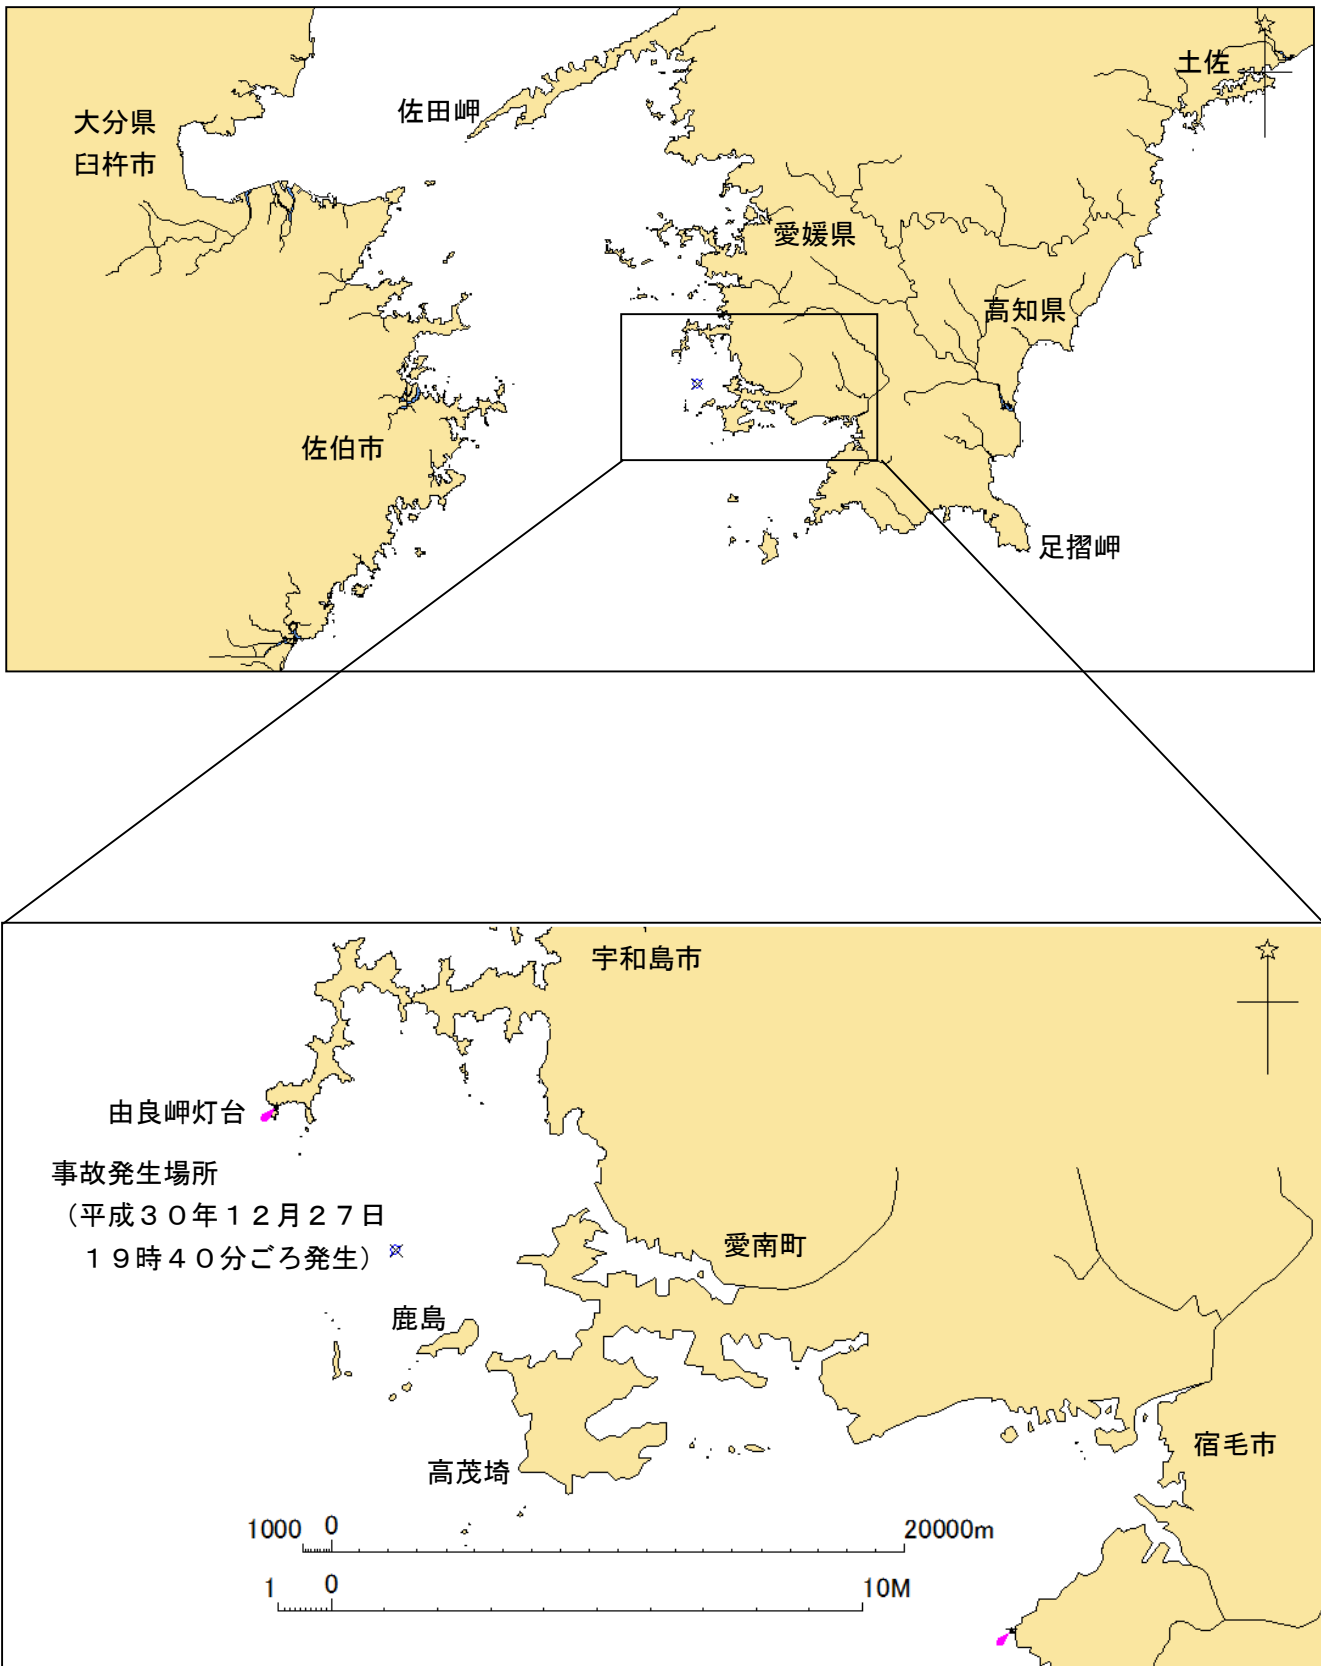 土佐
佐田岬
大分県
臼杵市
愛媛県
高知県
佐伯市
足摺岬
宇和島市
由良岬灯台
事故発生場所
（平成３０年１２月２７日
１９時４０分ごろ発生）
愛南町
鹿島
宿毛市
高茂埼
1000 0 20000m
1 0 10M